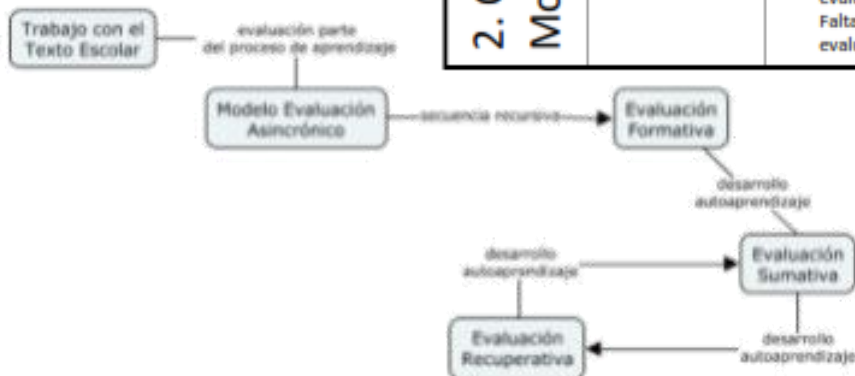 Trabajo con el
Texto Escolar
evaluación parte
del proceso de aprendizaje
Modelo Evaluación
Asincrónico
secuencia recursiva
Evaluación
Formativa
desarrollo
autoaprendizaje
Evaluación
Sumativa
desarrollo
autoaprendizaje
Evaluación
Recuperativa
desarrollo
autoaprendizaje
2.
Falta